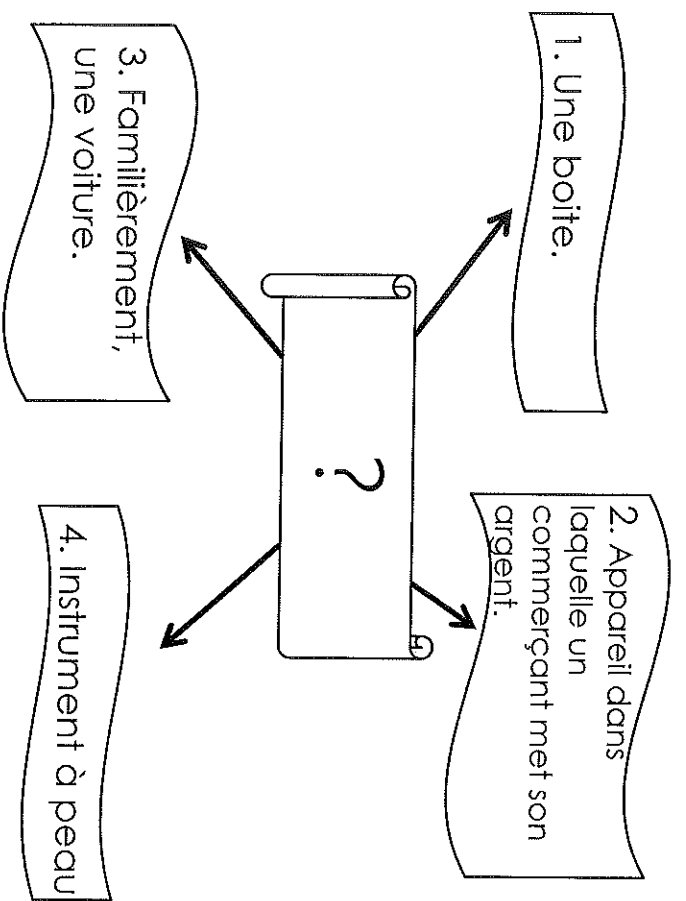 1. Une boite.
2. Appareil dans
laquelle un
commerçant met son
argent.
?
3. Familièrement,
une voiture.
4. Instrument à peau